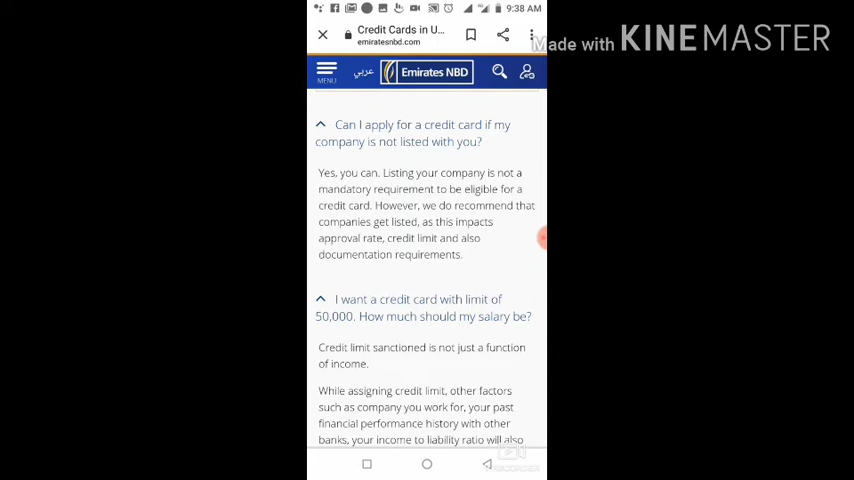 9:38 AM
Credit Cards in U...
emiratesnbd.com
Made with KINEMASTER
MENU
عربي
Emirates NBD
Can I apply for a credit card if my
company is not listed with you?
Yes, you can. Listing your company is not a
mandatory requirement to be eligible for a
credit card. However, we do recommend that
companies get listed, as this impacts
approval rate, credit limit and also
documentation requirements.
I want a credit card with limit of
50,000. How much should my salary be?
Credit limit sanctioned is not just a function
of income.
While assigning credit limit, other factors
such as company you work for, your past
financial performance history with other
banks, your income to liability ratio will also
RECORDER